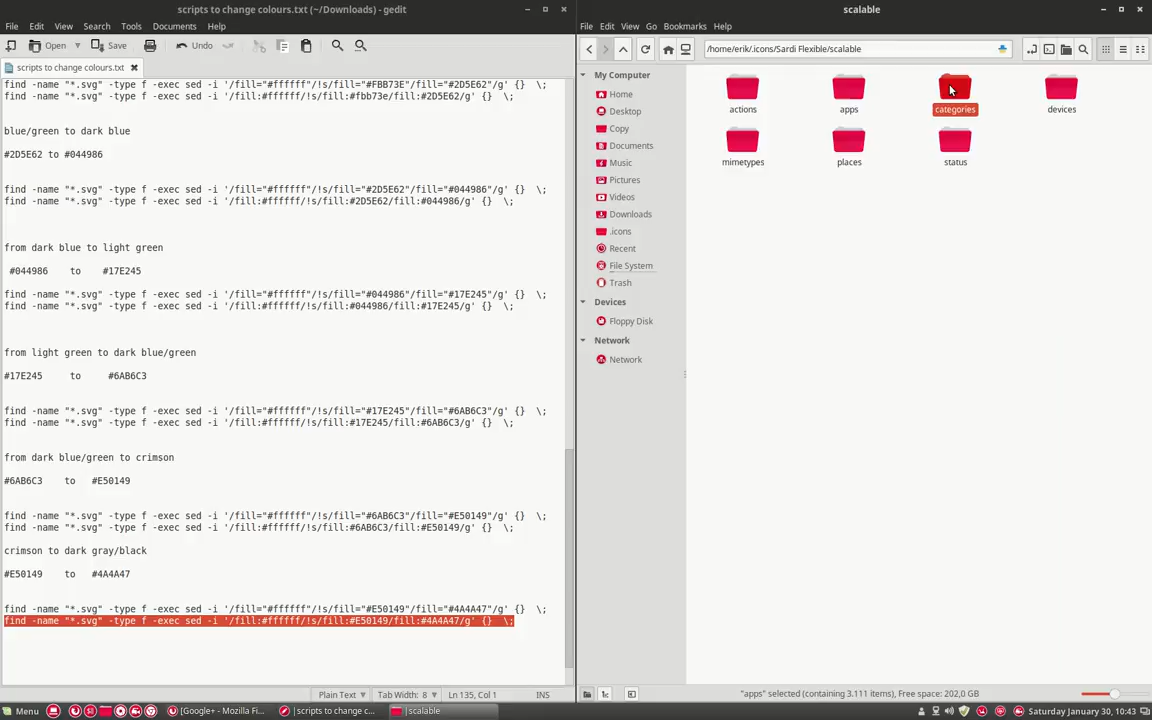 scripts to change colours.txt (~/Downloads) - gedit
File Edit View Search Tools Documents Help
Open Save Undo
scripts to change colours.txt
find -name "*.svg" -type f -exec sed -i '/fill="#ffffff"/!s/fill="#FBB73E"/fill="#2D5E62"/g' {}  \;
find -name "*.svg" -type f -exec sed -i '/fill:#ffffff/!s/fill:#fbb73e/fill:#2D5E62/g' {}  \;
blue/green to dark blue
#2D5E62 to #044986
find -name "*.svg" -type f -exec sed -i '/fill="#ffffff"/!s/fill="#2D5E62"/fill="#044986"/g' {}  \;
find -name "*.svg" -type f -exec sed -i '/fill:#ffffff/!s/fill:#2D5E62/fill:#044986/g' {}  \;
from dark blue to light green
#044986    to    #17E245
find -name "*.svg" -type f -exec sed -i '/fill="#ffffff"/!s/fill="#044986"/fill="#17E245"/g' {}  \;
find -name "*.svg" -type f -exec sed -i '/fill:#ffffff/!s/fill:#044986/fill:#17E245/g' {}  \;
from light green to dark blue/green
#17E245     to     #6AB6C3
find -name "*.svg" -type f -exec sed -i '/fill="#ffffff"/!s/fill="#17E245"/fill="#6AB6C3"/g' {}  \;
find -name "*.svg" -type f -exec sed -i '/fill:#ffffff/!s/fill:#17E245/fill:#6AB6C3/g' {}  \;
from dark blue/green to crimson
#6AB6C3    to   #E50149
find -name "*.svg" -type f -exec sed -i '/fill="#ffffff"/!s/fill="#6AB6C3"/fill="#E50149"/g' {}  \;
find -name "*.svg" -type f -exec sed -i '/fill:#ffffff/!s/fill:#6AB6C3/fill:#E50149/g' {}  \;
crimson to dark gray/black
#E50149    to   #4A4A47
find -name "*.svg" -type f -exec sed -i '/fill="#ffffff"/!s/fill="#E50149"/fill="#4A4A47"/g' {}  \;
find -name "*.svg" -type f -exec sed -i '/fill:#ffffff/!s/fill:#E50149/fill:#4A4A47/g' {}  \;
Plain Text Tab Width: 8 Ln 135, Col 1 INS
scalable
File Edit View Go Bookmarks Help
/home/erik/.icons/Sardi Flexible/scalable
My Computer
Home
Desktop
Copy
Documents
Music
Pictures
Videos
Downloads
.icons
Recent
File System
Trash
Devices
Floppy Disk
Network
Network
actions apps categories devices
mimetypes places status
"apps" selected (containing 3.111 items), Free space: 202,0 GB
Menu [Google+ - Mozilla Fi... [scripts to change c... [scalable Saturday January 30, 10:43